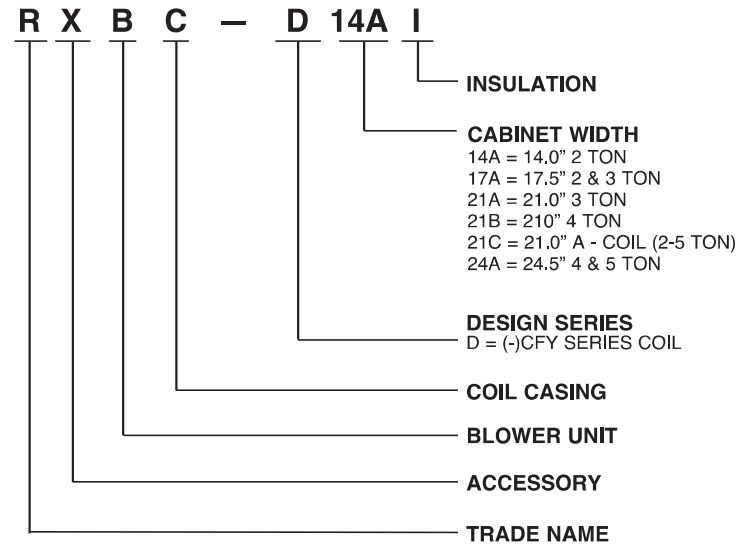 R X B C – D 14A I
INSULATION
CABINET WIDTH
14A = 14.0" 2 TON
17A = 17.5" 2 & 3 TON
21A = 21.0" 3 TON
21B = 210" 4 TON
21C = 21.0" A - COIL (2-5 TON)
24A = 24.5" 4 & 5 TON
DESIGN SERIES
D = (-)CFY SERIES COIL
COIL CASING
BLOWER UNIT
ACCESSORY
TRADE NAME